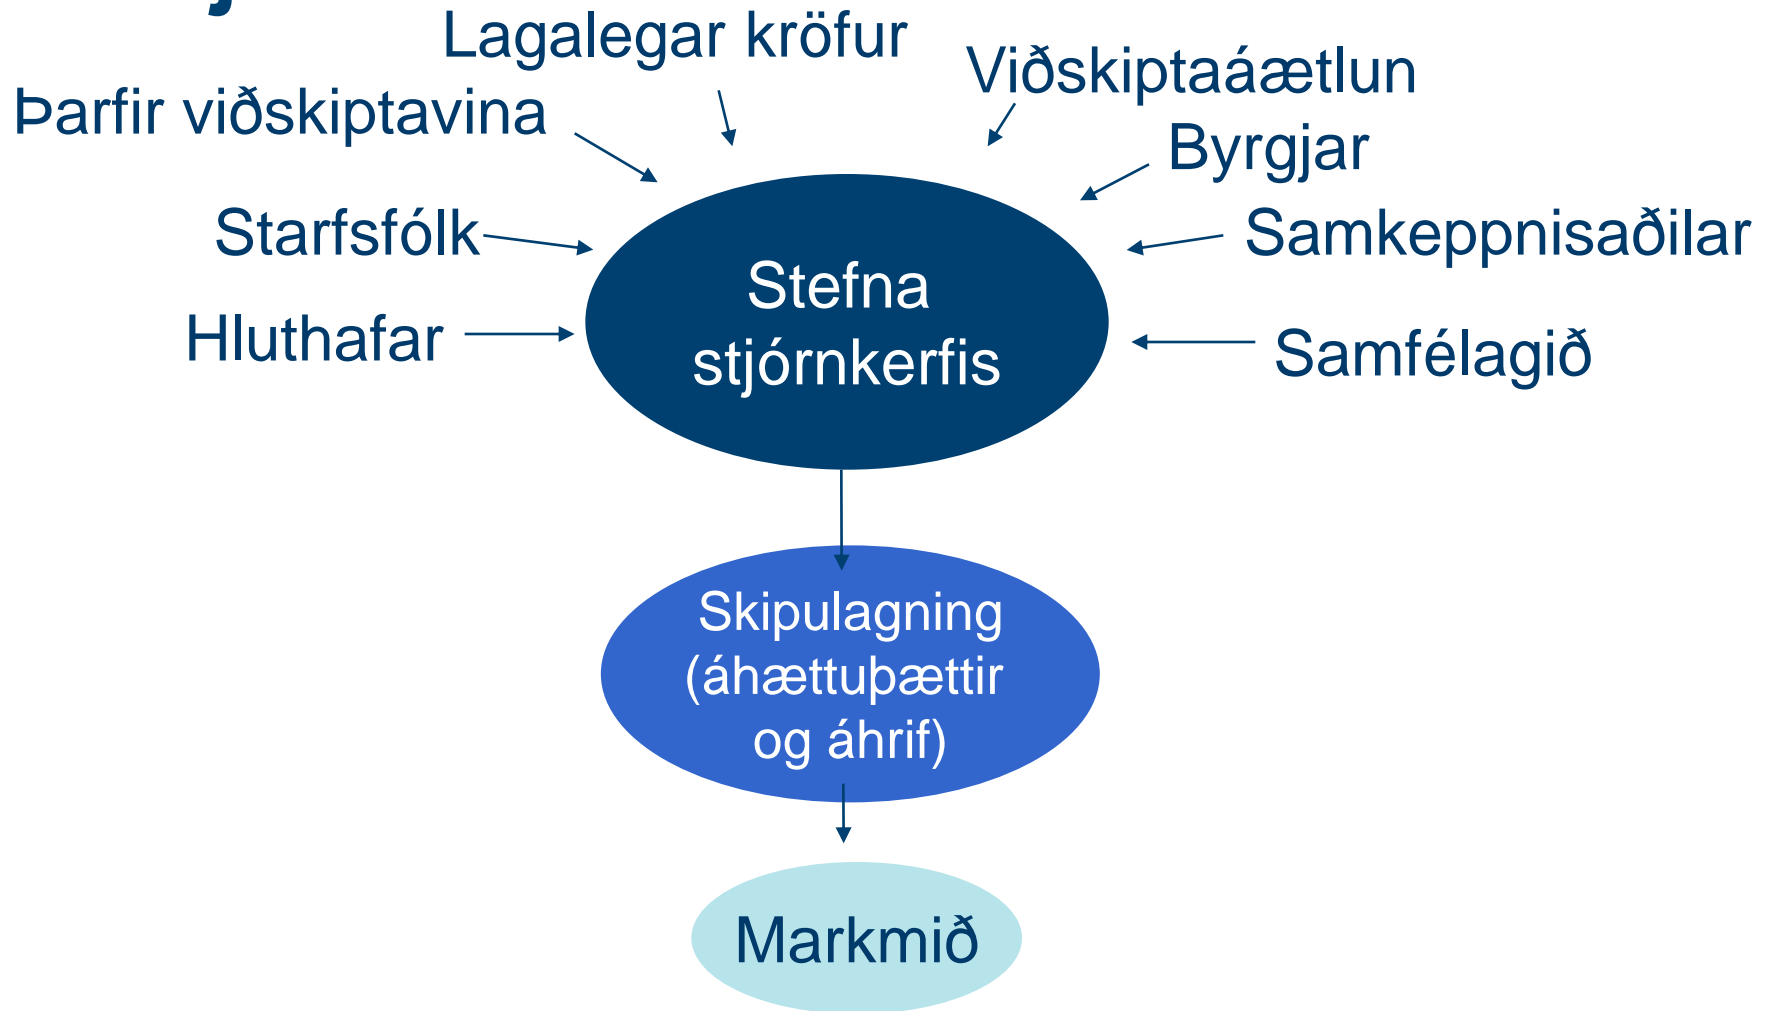 Lagalegar kröfur
Viðskiptaáætlun
Þarfir viðskiptavina
Byrgjar
Starfsfólk
Samkeppnisaðilar
Hluthafar
Samfélagið
Stefna
stjórnkerfis
Skipulagning
(áhættuþættir
og áhrif)
Markmið